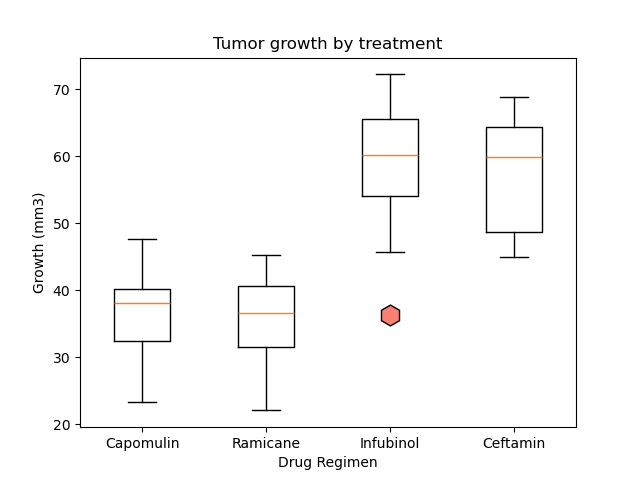 Tumor growth by treatment
Growth (mm3)
70
60
50
40
30
20
Capomulin Ramicane Infubinol Ceftamin
Drug Regimen